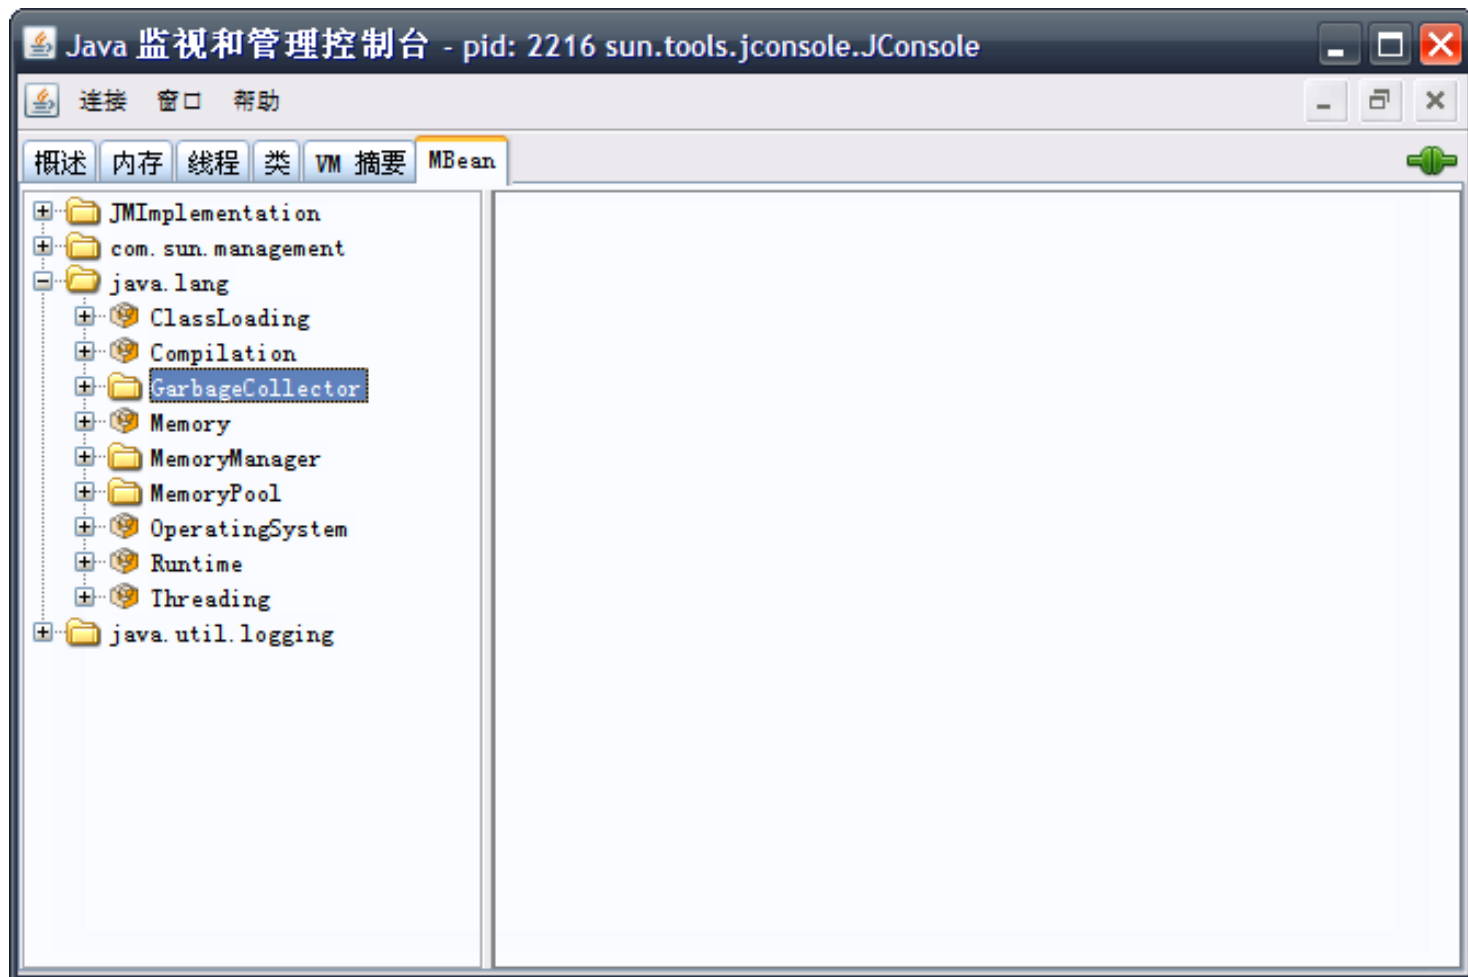 Java 监视和管理控制台 - pid: 2216 sun.tools.jconsole.JConsole
连接 窗口 帮助
概述 内存 线程 类 VM 摘要 MBean
JMImplementation
com.sun.management
java.lang
ClassLoading
Compilation
GarbageCollector
Memory
MemoryManager
MemoryPool
OperatingSystem
Runtime
Threading
java.util.logging